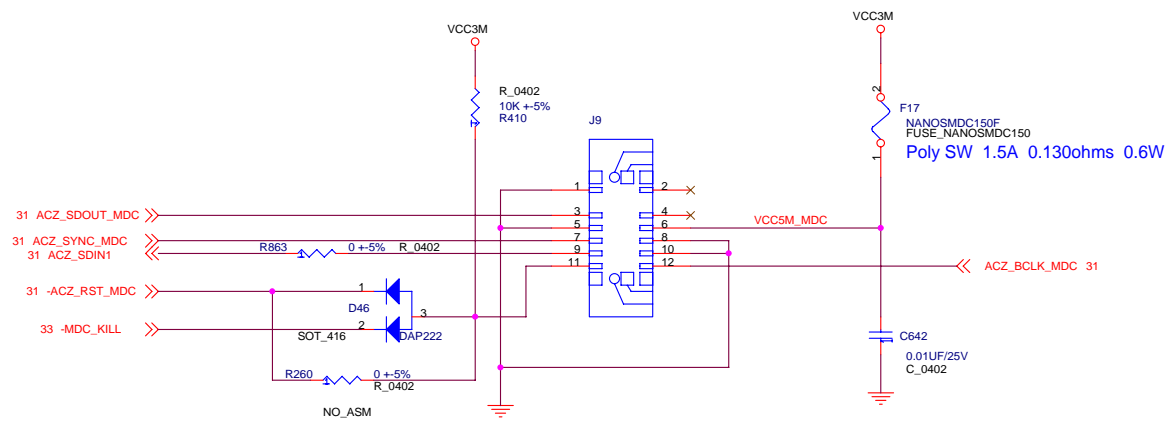 VCC3M
VCC3M
R_0402
10K +-5%
R410
J9
2
F17
NANOSMDC150F
FUSE_NANOSMDC150
1
Poly SW 1.5A 0.130ohms 0.6W
1
2
31 ACZ_SDOUT_MDC
3
4
5
6
VCC5M_MDC
31 ACZ_SYNC_MDC
7
8
31 ACZ_SDIN1
R863
1
0 +-5%
R_0402
9
10
11
12
ACZ_BCLK_MDC 31
31 -ACZ_RST_MDC
1
D46
3
33 -MDC_KILL
2
SOT_416
DAP222
C642
1
0.01UF/25V
C_0402
R260
1
0 +-5%
R_0402
NO_ASM